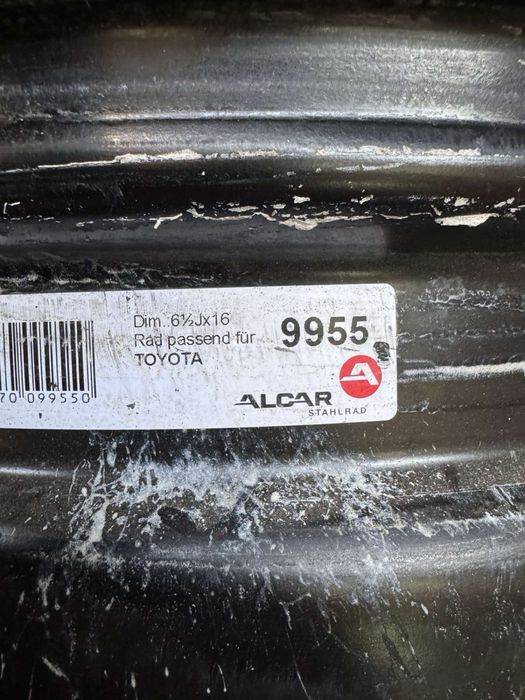 Dim.:6½Jx16
Rad passend für
TOYOTA
9955
70 099550
ALCAR
STAHLRAD